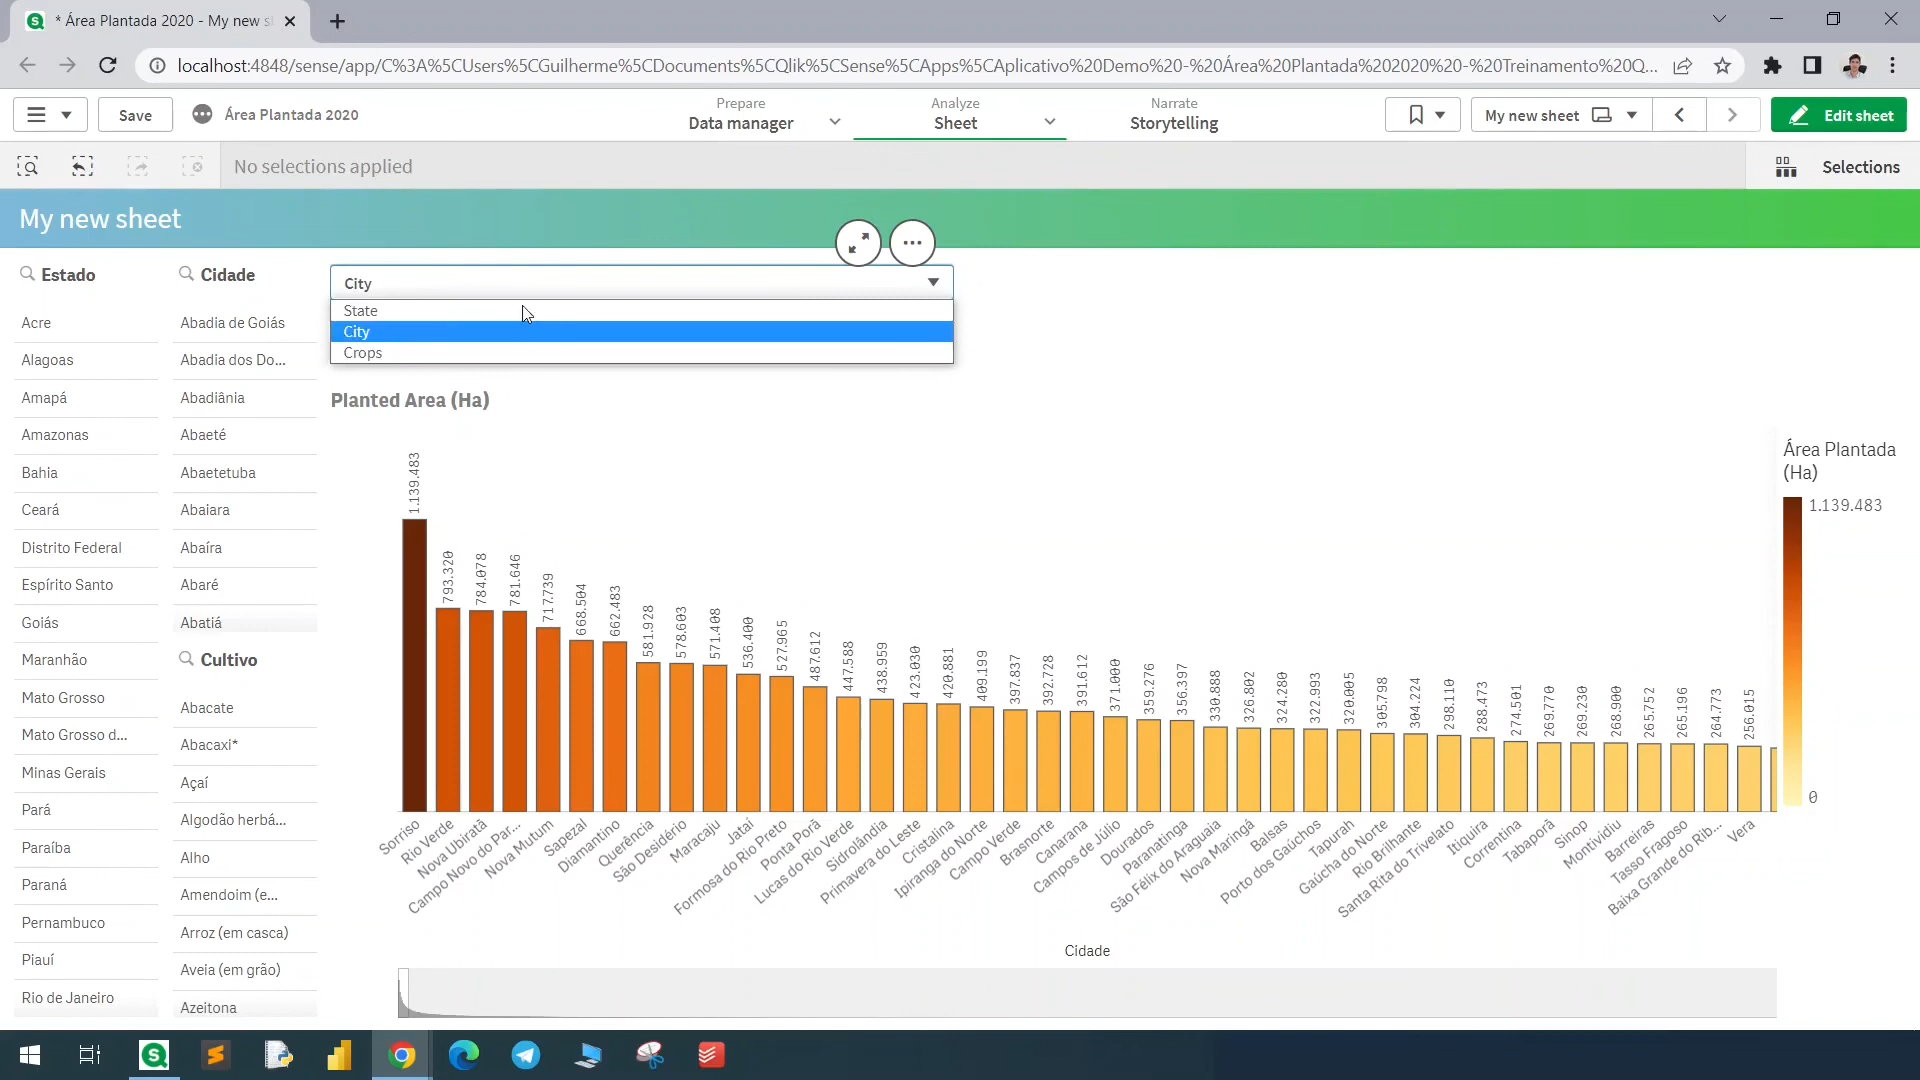 * Área Plantada 2020 - My new s
localhost:4848/sense/app/C%3A%5CUsers%5CGuilherme%5CDocuments%5CQlik%5CSense%5CApps%5CAplicativo%20Demo%20-%20Área%20Plantada%202020%20-%20Treinamento%20Q...
Save
Área Plantada 2020
Prepare
Data manager
Analyze
Sheet
Narrate
Storytelling
My new sheet
Edit sheet
No selections applied
Selections
My new sheet
Estado
Acre
Alagoas
Amapá
Amazonas
Bahia
Ceará
Distrito Federal
Espírito Santo
Goiás
Maranhão
Mato Grosso
Mato Grosso d...
Minas Gerais
Pará
Paraíba
Paraná
Pernambuco
Piauí
Rio de Janeiro
Cidade
Abadia de Goiás
Abadia dos Do...
Abadiânia
Abaeté
Abaetetuba
Abaiara
Abaíra
Abaré
Abatiá
Cultivo
Abacate
Abacaxi*
Açaí
Algodão herbá...
Alho
Amendoim (e...
Arroz (em casca)
Aveia (em grão)
Azeitona
City
State
City
Crops
Planted Area (Ha)
1.139.483
793.320
784.078
781.646
717.739
668.504
662.483
581.928
578.603
571.408
536.400
527.965
487.612
447.588
438.959
423.030
420.881
409.199
397.837
392.728
391.612
371.000
359.276
356.397
330.888
326.802
324.280
322.993
320.005
305.798
304.224
298.110
288.473
274.501
269.770
269.230
268.900
265.752
265.196
264.773
256.015
Sorriso
Rio Verde
Nova Ubiratã
Campo Novo do Par...
Nova Mutum
Sapezal
Diamantino
Querência
São Desidério
Maracaju
Jataí
Formosa do Rio Preto
Ponta Porã
Lucas do Rio Verde
Sidrolândia
Primavera do Leste
Cristalina
Ipiranga do Norte
Campo Verde
Brasnorte
Canarana
Campos de Júlio
Dourados
Paranatinga
São Félix do Araguaia
Nova Maringá
Balsas
Porto dos Gaúchos
Tapurah
Gaúcha do Norte
Rio Brilhante
Santa Rita do Trivelato
Itiquira
Correntina
Tabaporã
Sinop
Montividiu
Barreiras
Tasso Fragoso
Baixa Grande do Rib...
Vera
Cidade
Área Plantada
(Ha)
1.139.483
0